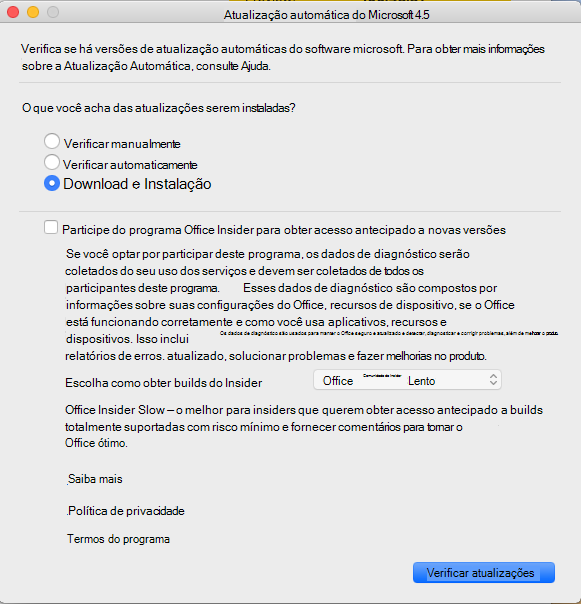 Atualização automática do Microsoft 4.5
Verifica se há versões de atualização automáticas do software microsoft. Para obter mais informações
sobre a Atualização Automática, consulte Ajuda.
O que você acha das atualizações serem instaladas?
Verificar manualmente
Verificar automaticamente
Download e Instalação
Participe do programa Office Insider para obter acesso antecipado a novas versões
Se você optar por participar deste programa, os dados de diagnóstico serão
coletados do seu uso dos serviços e devem ser coletados de todos os
participantes deste programa. Esses dados de diagnóstico são compostos por
informações sobre suas configurações do Office, recursos de dispositivo, se o Office
está funcionando corretamente e como você usa aplicativos, recursos e
dispositivos. Isso inclui Os dados de diagnóstico são usados para manter o Office seguro e atualizado e detectar, diagnosticar e corrigir problemas, além de melhorar o produto.
relatórios de erros. atualizado, solucionar problemas e fazer melhorias no produto.
Escolha como obter builds do Insider
Office Comunidade do Insider Lento
Office Insider Slow – o melhor para insiders que querem obter acesso antecipado a builds
totalmente suportadas com risco mínimo e fornecer comentários para tornar o
Office ótimo.
Saiba mais
Política de privacidade
Termos do programa
Verificar atualizações